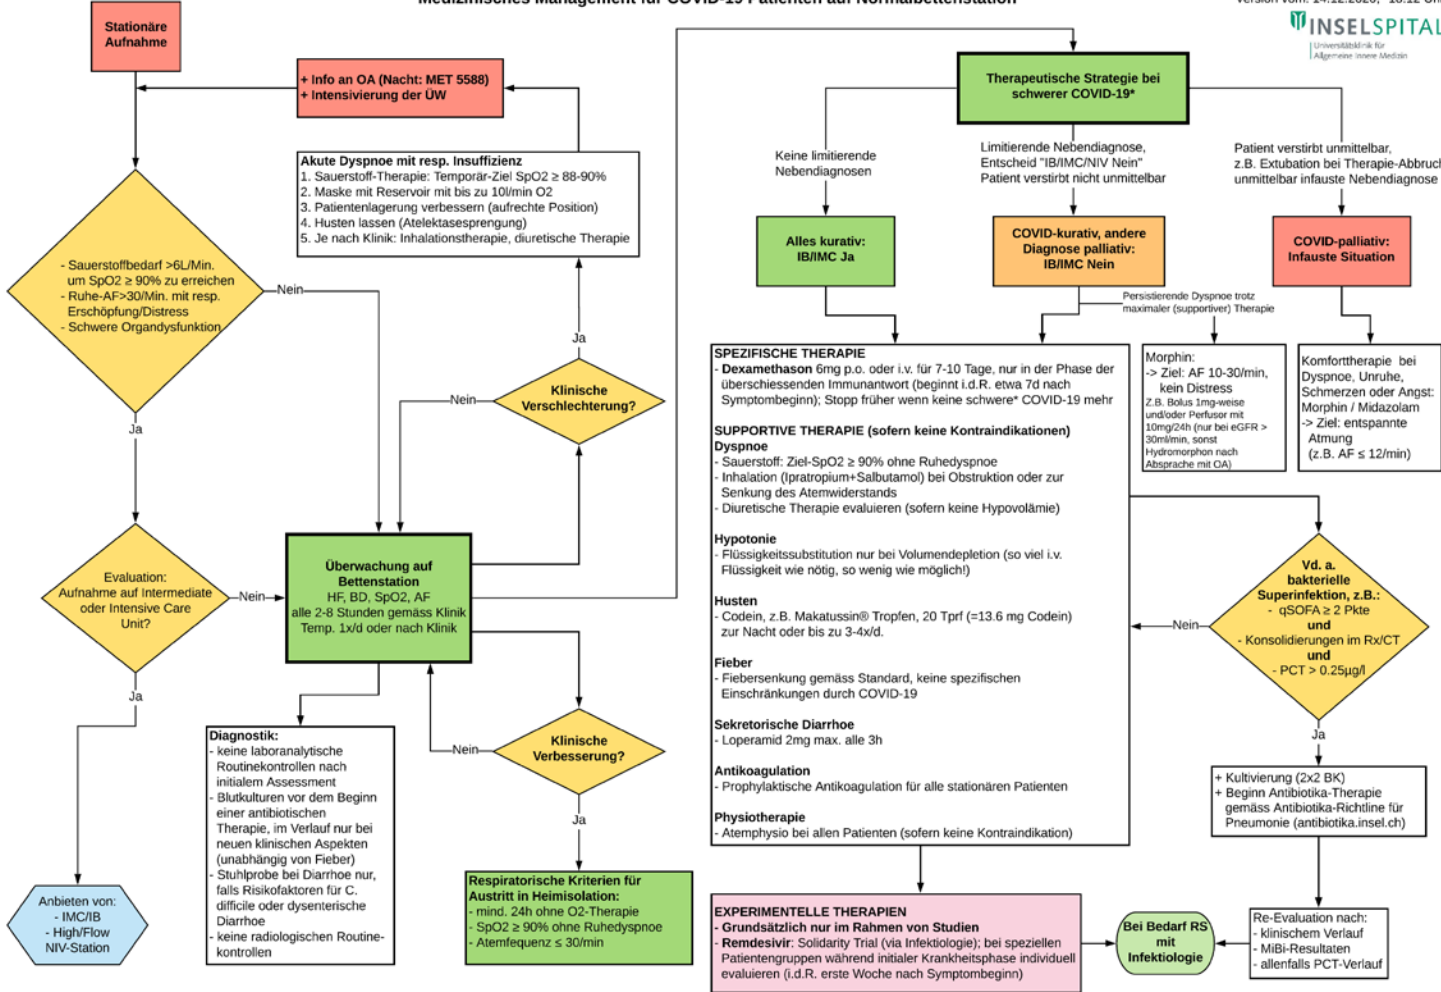 Medizinisches Management für COVID-19 Patienten auf Normalbettenstation
INSELSPITAL
Universitätsklinik für
Allgemeine Innere Medizin
Stationäre
Aufnahme
+ Info an OA (Nacht: MET 5588)
+ Intensivierung der ÜW
Akute Dyspnoe mit resp. Insuffizienz
1. Sauerstoff-Therapie: Temporär-Ziel SpO2 ≥ 88-90%
2. Maske mit Reservoir mit bis zu 10l/min O2
3. Patientenlagerung verbessern (aufrechte Position)
4. Husten lassen (Atelektasesprengung)
5. Je nach Klinik: Inhalationstherapie, diuretische Therapie
- Sauerstoffbedarf >6L/Min.
um SpO2 ≥ 90% zu erreichen
- Ruhe-AF>30/Min. mit resp.
Erschöpfung/Distress
- Schwere Organdysfunktion
Nein
Ja
Ja
Klinische
Verschlechterung?
Nein
Evaluation:
Aufnahme auf Intermediate
oder Intensive Care
Unit?
Nein
Ja
Überwachung auf
Bettenstation
HF, BD, SpO2, AF
alle 2-8 Stunden gemäss Klinik
Temp. 1x/d oder nach Klinik
Anbieten von:
- IMC/IB
- High/Flow
NIV-Station
Diagnostik:
- keine laboranalytische
Routinekontrollen nach
initialem Assessment
- Blutkulturen vor dem Beginn
einer antibiotischen
Therapie, im Verlauf nur bei
neuen klinischen Aspekten
(unabhängig von Fieber)
- Stuhlprobe bei Diarrhoe nur,
falls Risikofaktoren für C.
difficile oder dysenterische
Diarrhoe
- keine radiologischen Routine-
kontrollen
Nein
Klinische
Verbesserung?
Ja
Respiratorische Kriterien für
Austritt in Heimisolation:
- mind. 24h ohne O2-Therapie
- SpO2 ≥ 90% ohne Ruhedyspnoe
- Atemfrequenz ≤ 30/min
Therapeutische Strategie bei
schwerer COVID-19*
Keine limitierende
Nebendiagnosen
Limitierende Nebendiagnose,
Entscheid "IB/IMC/NIV Nein"
Patient verstirbt nicht unmittelbar
Patient verstirbt unmittelbar,
z.B. Extubation bei Therapie-Abbruch
unmittelbar infauste Nebendiagnose
Alles kurativ:
IB/IMC Ja
COVID-kurativ, andere
Diagnose palliativ:
IB/IMC Nein
COVID-palliativ:
Infauste Situation
Persistierende Dyspnoe trotz
maximaler (supportiver) Therapie
SPEZIFISCHE THERAPIE
- Dexamethason 6mg p.o. oder i.v. für 7-10 Tage, nur in der Phase der
überschiessenden Immunantwort (beginnt i.d.R. etwa 7d nach
Symptombeginn); Stopp früher wenn keine schwere* COVID-19 mehr
SUPPORTIVE THERAPIE (sofern keine Kontraindikationen)
Dyspnoe
- Sauerstoff: Ziel-SpO2 ≥ 90% ohne Ruhedyspnoe
- Inhalation (Ipratropium+Salbutamol) bei Obstruktion oder zur
Senkung des Atemwiderstands
- Diuretische Therapie evaluieren (sofern keine Hypovolämie)
Hypotonie
- Flüssigkeitssubstitution nur bei Volumendepletion (so viel i.v.
Flüssigkeit wie nötig, so wenig wie möglich!)
Husten
- Codein, z.B. Makatussin® Tropfen, 20 Tprf (=13.6 mg Codein)
zur Nacht oder bis zu 3-4x/d.
Fieber
- Fiebersenkung gemäss Standard, keine spezifischen
Einschränkungen durch COVID-19
Sekretorische Diarrhoe
- Loperamid 2mg max. alle 3h
Antikoagulation
- Prophylaktische Antikoagulation für alle stationären Patienten
Physiotherapie
- Atemphysio bei allen Patienten (sofern keine Kontraindikation)
Morphin:
-> Ziel: AF 10-30/min,
kein Distress
Z.B. Bolus 1mg-weise
und/oder Perfusor mit
10mg/24h (nur bei eGFR >
30ml/min, sonst
Hydromorphon nach
Absprache mit OA)
Komforttherapie bei
Dyspnoe, Unruhe,
Schmerzen oder Angst:
Morphin / Midazolam
-> Ziel: entspannte
Atmung
(z.B. AF ≤ 12/min)
Vd. a.
bakterielle
Superinfektion, z.B.:
- qSOFA ≥ 2 Pkte
und
- Konsolidierungen im Rx/CT
und
- PCT > 0.25µg/l
Nein
Ja
+ Kultivierung (2x2 BK)
+ Beginn Antibiotika-Therapie
gemäss Antibiotika-Richtline für
Pneumonie (antibiotika.insel.ch)
Re-Evaluation nach:
- klinischem Verlauf
- MiBi-Resultaten
- allenfalls PCT-Verlauf
Bei Bedarf RS
mit
Infektiologie
EXPERIMENTELLE THERAPIEN
- Grundsätzlich nur im Rahmen von Studien
- Remdesivir: Solidarity Trial (via Infektiologie); bei speziellen
Patientengruppen während initialer Krankheitsphase individuell
evaluieren (i.d.R. erste Woche nach Symptombeginn)